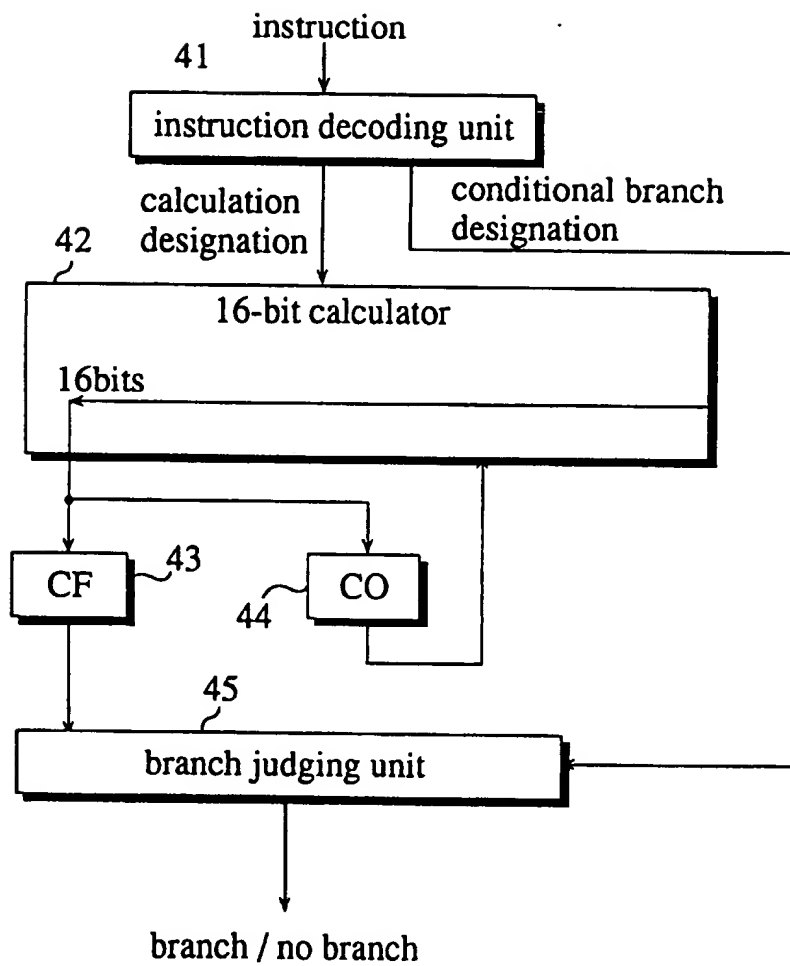 instruction
41
instruction decoding unit
calculation
designation
conditional branch
designation
42
16-bit calculator
16bits
CF
43
CO
44
45
branch judging unit
branch / no branch